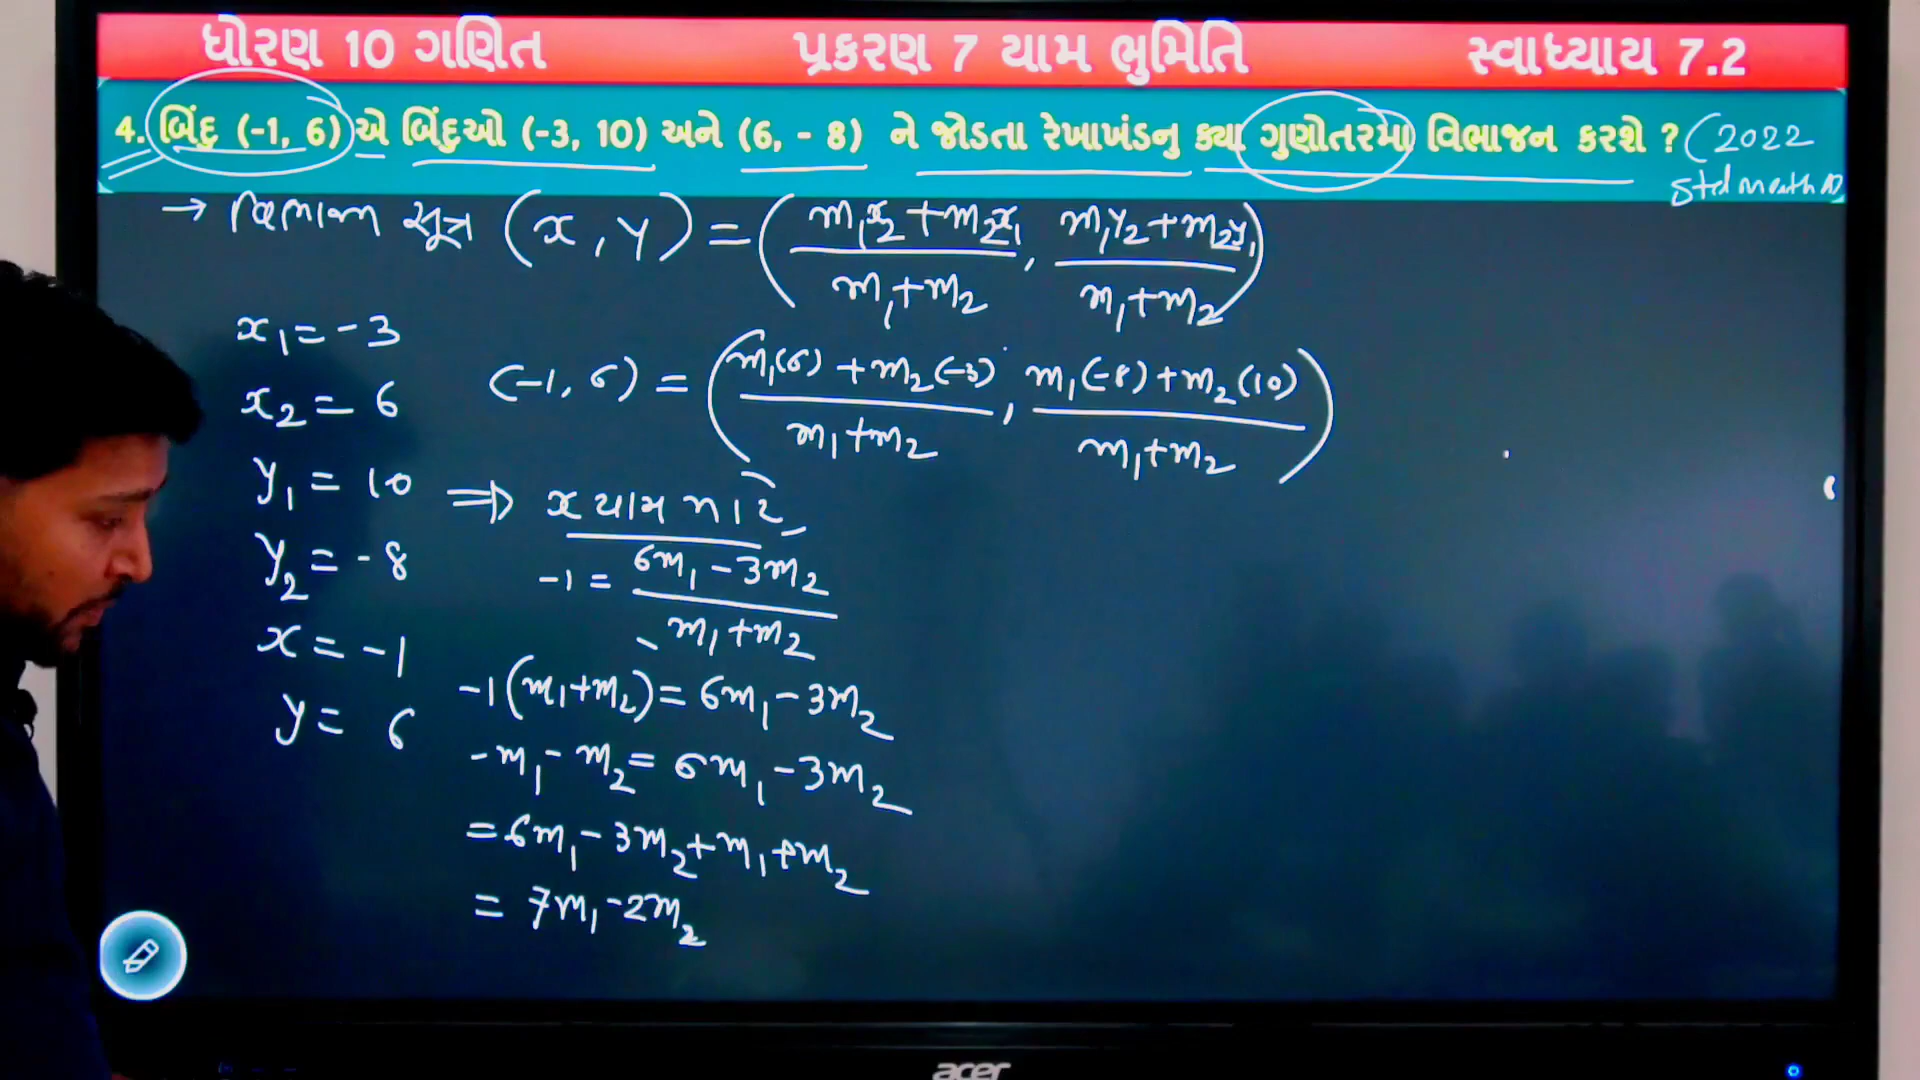 ધોરણ 10 ગણિત પ્રકરણ 7 યામ ભુમિતિ સ્વાધ્યાય 7.2
4. બિંદુ (-1, 6) એ બિંદુઓ (-3, 10) અને (6, - 8) ને જોડતા રેખાખંડનુ ક્યા ગુણોતરમા વિભાજન કરશે ? (2022
Std math
→ વિભાજન સૂત્ર (x, y) = (m₁x₂+m₂x₁/m₁+m₂, m₁y₂+m₂y₁/m₁+m₂)
x₁ = -3
x₂ = 6
y₁ = 10
y₂ = -8
x = -1
y = 6
(-1, 6) = (m₁(6) + m₂(-3)/m₁+m₂, m₁(-8) + m₂(10)/m₁+m₂)
⇒ x યામ માટે
-1 = 6m₁ - 3m₂/m₁+m₂
-1(m₁+m₂) = 6m₁ - 3m₂
-m₁ - m₂ = 6m₁ - 3m₂
= 6m₁ - 3m₂ + m₁ + m₂
= 7m₁ - 2m₂
acer